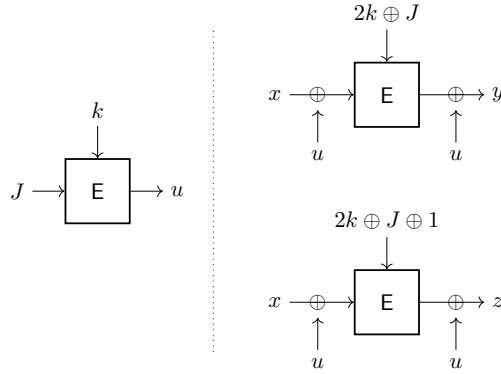 k
J E u
2k ⊕ J
x ⊕ E ⊕ y
u u
2k ⊕ J ⊕ 1
x ⊕ E ⊕ z
u u